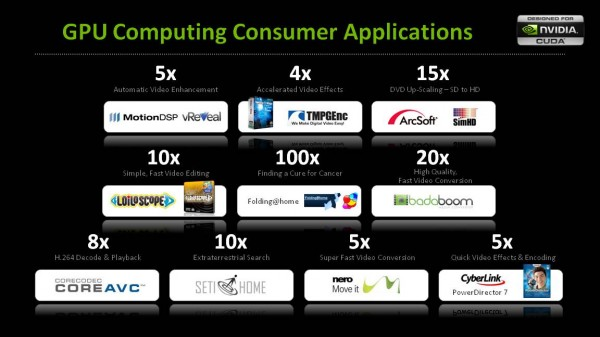 GPU Computing Consumer Applications
DESIGNED FOR
NVIDIA.
CUDA
5x
4x
15x
Automatic Video Enhancement
Accelerated Video Effects
DVD Up-Scaling – SD to HD
MotionDSP vReveal
TMPGEnc
We Make Digital Video Easy!
ArcSoft
SimHD
10x
100x
20x
Simple, Fast Video Editing
Finding a Cure for Cancer
High Quality,
Fast Video Conversion
LOILOSCOPE
Folding@home
badaboom
8x
10x
5x
5x
H.264 Decode & Playback
Extraterrestrial Search
Super Fast Video Conversion
Quick Video Effects & Encoding
CORECODEC
COREAVC™
SETI HOME
nero
Move it
CyberLink
PowerDirector 7